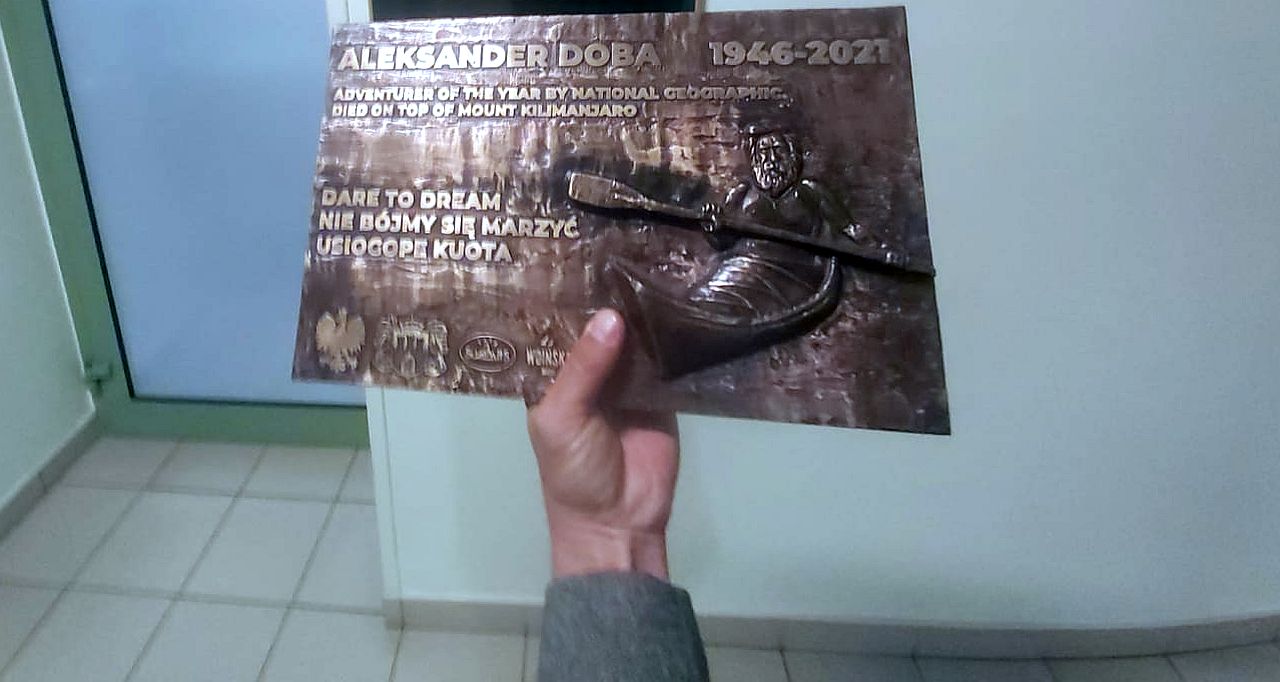 ALEKSANDER DOBA 1946-2021
ADVENTURER OF THE YEAR BY NATIONAL GEOGRAPHIC.
DIED ON TOP OF MOUNT KILIMANJARO
DARE TO DREAM
NIE BÓJMY SIĘ MARZYĆ
USIOGOPE KUOTA